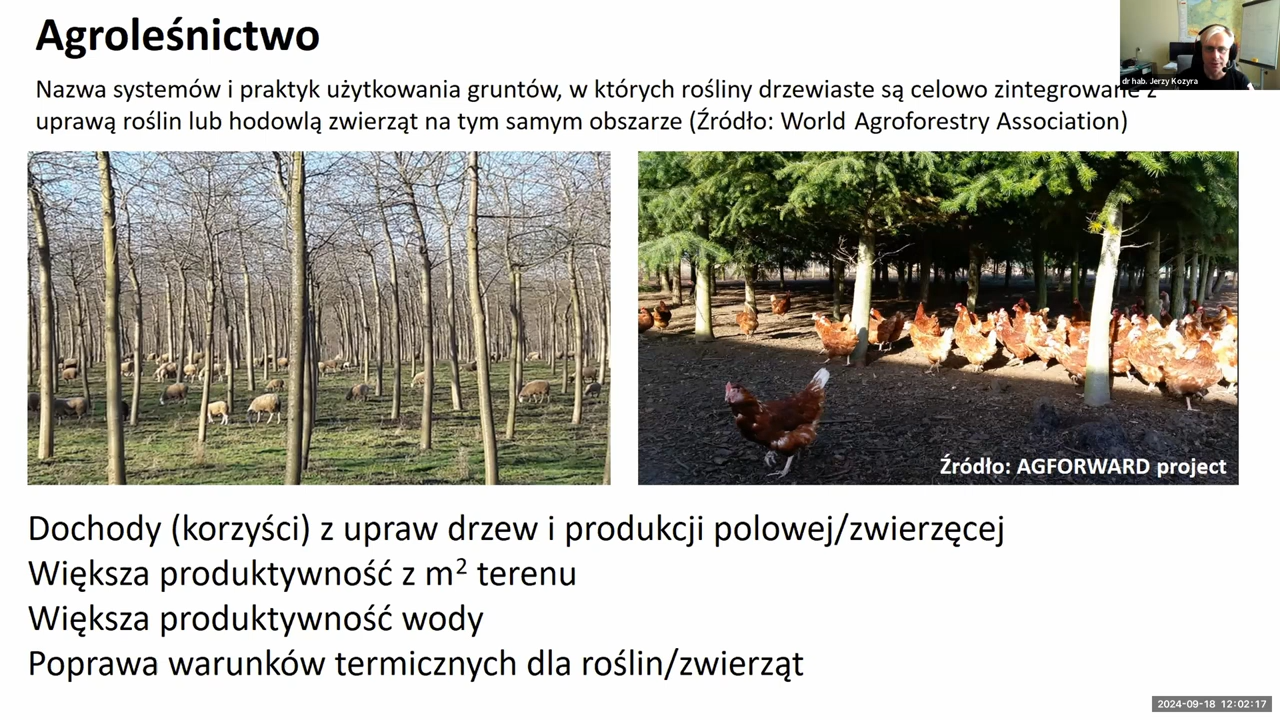 Agroleśnictwo
dr hab. Jerzy Kozyra
Nazwa systemów i praktyk użytkowania gruntów, w których rośliny drzewiaste są celowo zintegrowane z
uprawą roślin lub hodowlą zwierząt na tym samym obszarze (Źródło: World Agroforestry Association)
Źródło: AGFORWARD project
Dochody (korzyści) z upraw drzew i produkcji polowej/zwierzęcej
Większa produktywność z m² terenu
Większa produktywność wody
Poprawa warunków termicznych dla roślin/zwierząt
2024-09-18 12:02:17